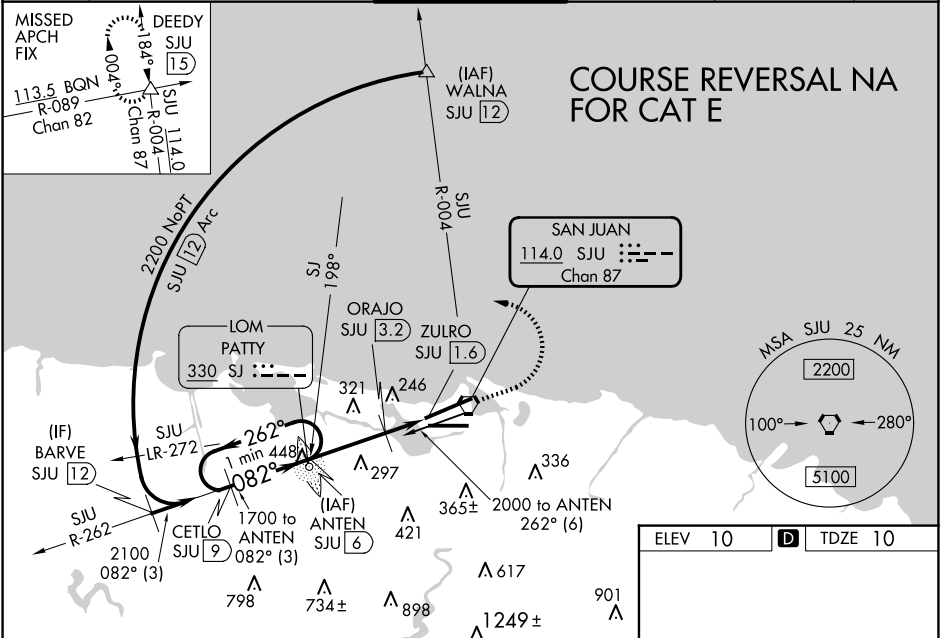 MISSED
APCH
FIX
DEEDY
SJU
15
184°
004°
113.5 BQN
R-089
Chan 82
SJU 114.0
R-004
Chan 87
(IAF)
WALNA
SJU 12
COURSE REVERSAL NA
FOR CAT E
2200 NoPT
SJU 12 Arc
SJU
R-004
SJ
198°
SAN JUAN
114.0 SJU
Chan 87
ORAJO
SJU 3.2
ZULRO
SJU 1.6
LOM
PATTY
330 SJ
MSA SJU 25 NM
2200
100°
280°
5100
321
246
(IF)
BARVE
SJU 12
SJU
LR-272
262°
1 min
448
082°
297
336
365±
2000 to ANTEN
262° (6)
SJU
R-262
CETLO
SJU 9
1700 to
ANTEN
082° (3)
(IAF)
ANTEN
SJU 6
421
2100
082° (3)
617
798
734±
898
901
1249±
ELEV 10
D
TDZE 10